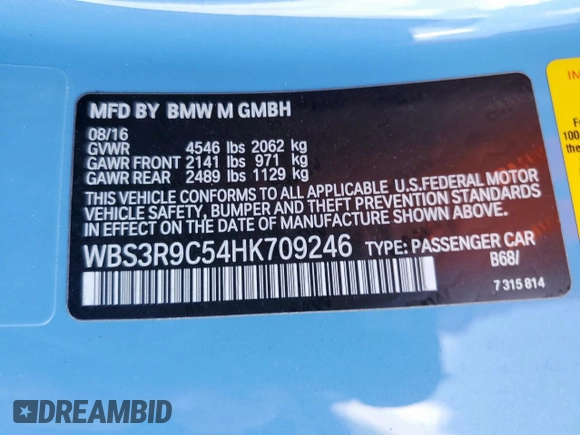 MFD BY BMW M GMBH
08/16
GVWR 4546 lbs 2062 kg
GAWR FRONT 2141 lbs 971 kg
GAWR REAR 2489 lbs 1129 kg
THIS VEHICLE CONFORMS TO ALL APPLICABLE U.S.FEDERAL MOTOR
VEHICLE SAFETY, BUMPER AND THEFT PREVENTION STANDARDS
IN EFFECT ON THE DATE OF MANUFACTURE SHOWN ABOVE.
WBS3R9C54HK709246 TYPE: PASSENGER CAR
B68/
7 315 814
100
the
DREAMBID